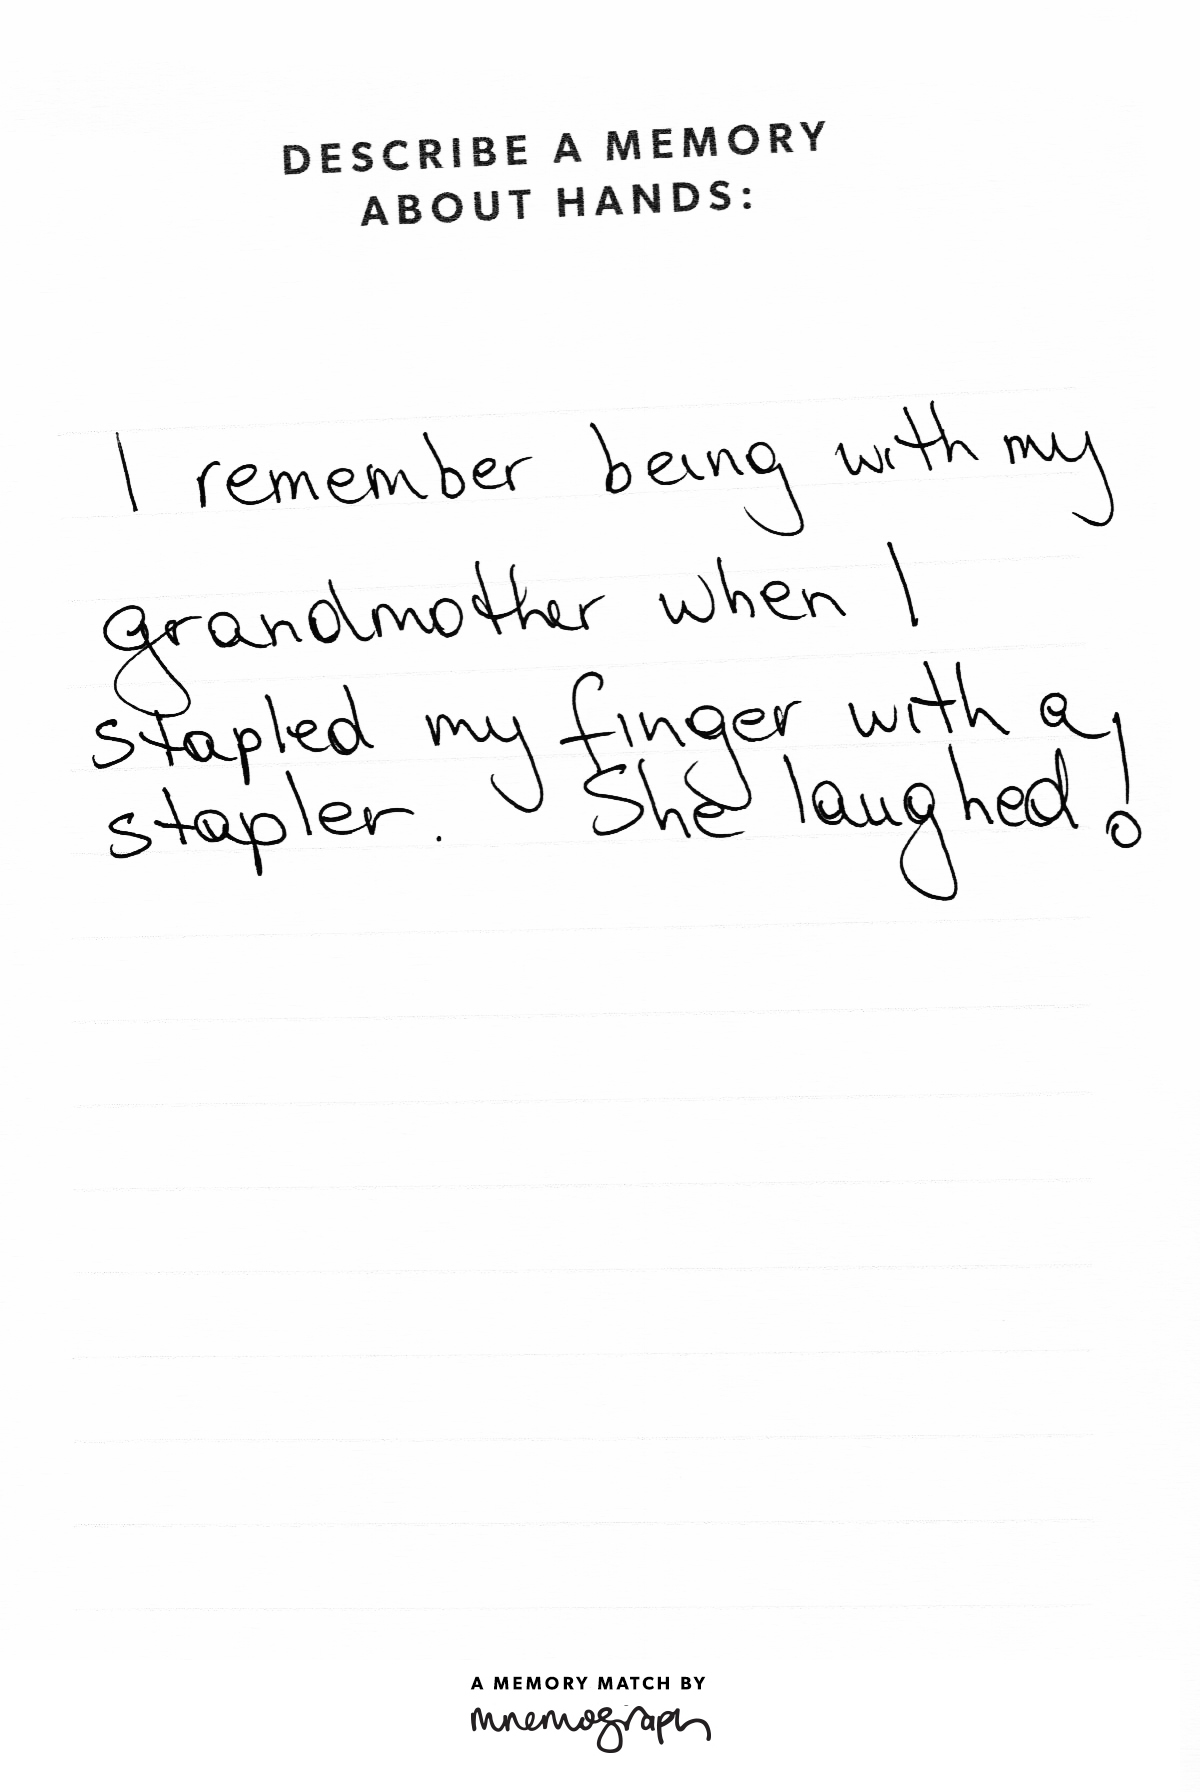 DESCRIBE A MEMORY
ABOUT HANDS:
I remember being with my
grandmother when I
stapled my finger with a
stapler. She laughed!
A MEMORY MATCH BY
mnemograph